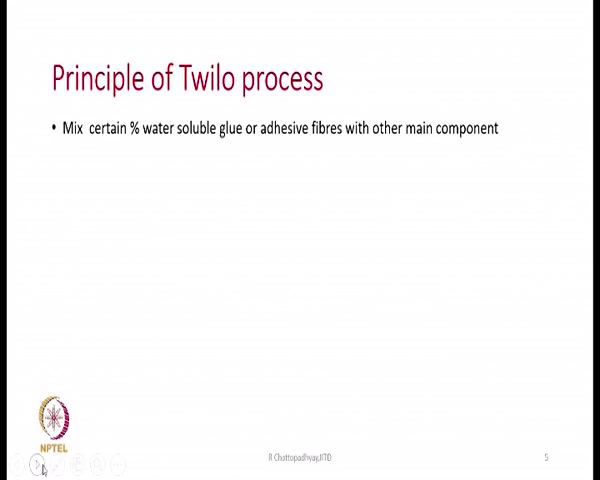 Principle of Twilo process
• Mix certain % water soluble glue or adhesive fibres with other main component
NPTEL
R Chottopadhyay,IITD
5